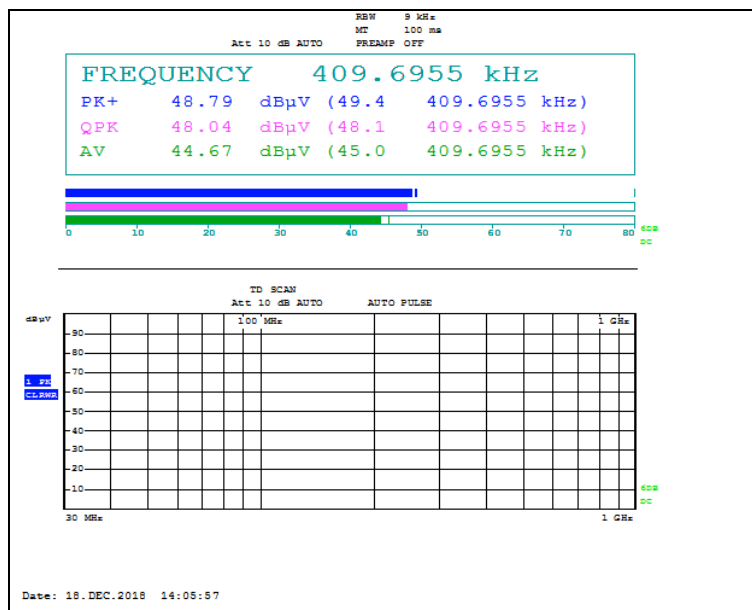 RBW 9 kHz
MT 100 ms
Att 10 dB AUTO PREAMP OFF
FREQUENCY 409.6955 kHz
PK+ 48.79 dBµV (49.4 409.6955 kHz)
QPK 48.04 dBµV (48.1 409.6955 kHz)
AV 44.67 dBµV (45.0 409.6955 kHz)
0 10 20 30 40 50 60 70 80
6DB
DC
TD SCAN
Att 10 dB AUTO AUTO PULSE
dBµV
100 MHz 1 GHz
90
80
70
1 PK
60
CLRWR
50
40
30
20
10
6DB
DC
30 MHz 1 GHz
Date: 18.DEC.2018 14:05:57